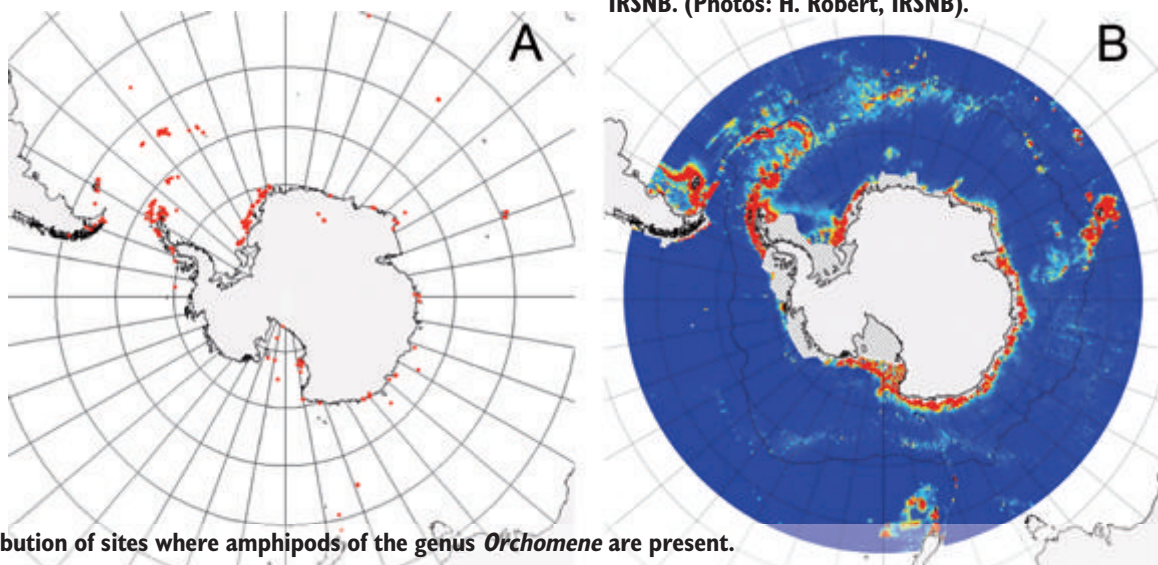 IRSNB. (Photos: H. Robert, IRSNB).
A
B
bution of sites where amphipods of the genus Orchomene are present.